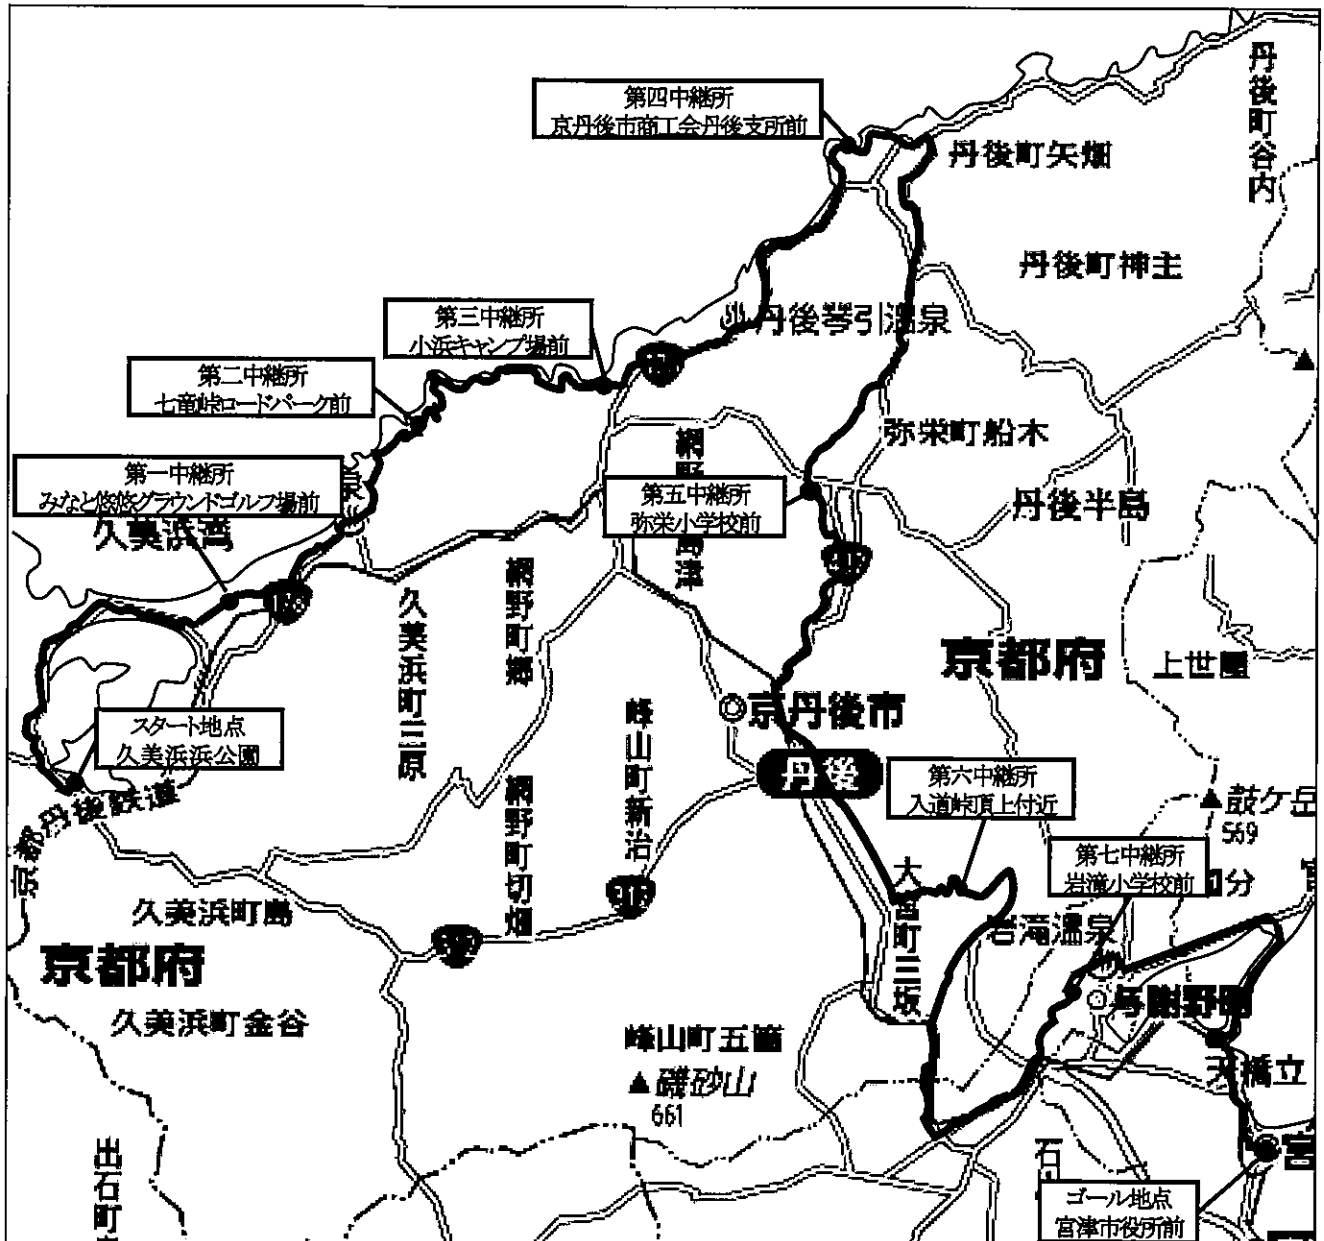 丹後町谷内
第四中継所
京丹後市商工会丹後支所前
丹後町矢畑
丹後町神主
第三中継所
小浜キャンプ場前
丹後琴引温泉
第二中継所
七竜峠ロードパーク前
弥栄町船木
第一中継所
みなと悠悠グラウンドゴルフ場前
第五中継所
弥栄小学校前
丹後半島
久美浜湾
網野町郷
久美浜町三原
京都府
上世屋
京丹後市
スタート地点
久美浜浜公園
峰山町新治
丹後
第六中継所
入道峠頂上付近
京都丹後鉄道
網野町切畑
鼓ケ岳
569
第七中継所
岩滝小学校前
大宮町三坂
久美浜町島
岩滝温泉
京都府
与謝野町
久美浜町金谷
峰山町五箇
磯砂山
661
天橋立
出石町
ゴール地点
宮津市役所前